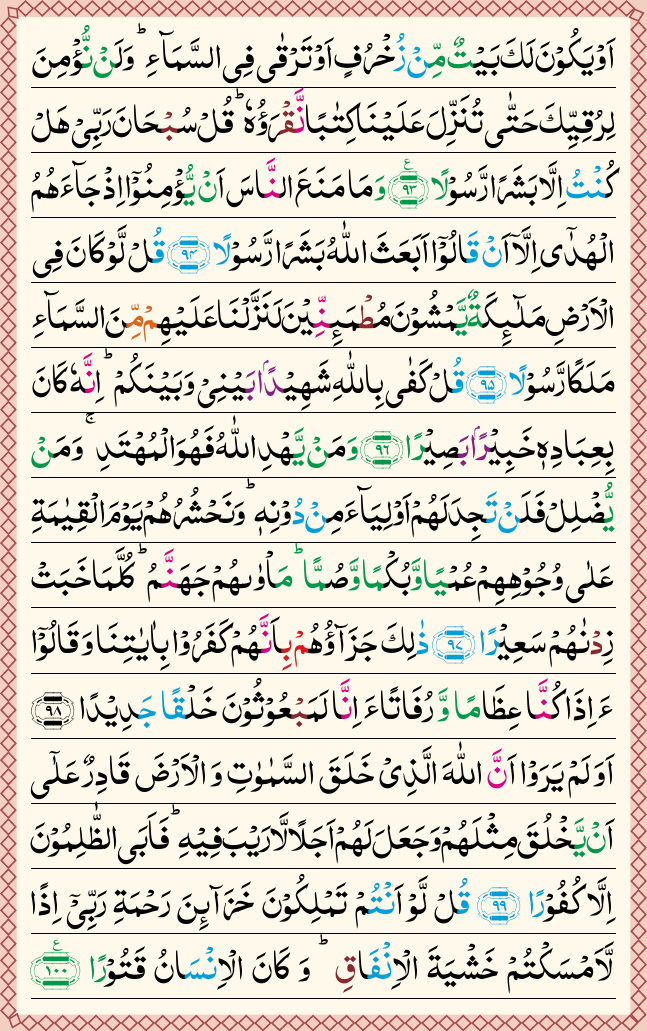 اَوْ يَكُوْنَ لَكَ بَيْتٌ مِّنْ زُخْرُفٍ اَوْ تَرْقٰى فِى السَّمَآءِ ؕ وَلَنْ نُّؤْمِنَ
لِرُقِيِّكَ حَتّٰى تُنَزِّلَ عَلَيْنَا كِتٰبًا نَّقْرَؤُهٗ ؕ قُلْ سُبْحَانَ رَبِّىْ هَلْ
كُنْتُ اِلَّا بَشَرًا رَّسُوْلًا ﴿۹۳﴾ ع وَمَا مَنَعَ النَّاسَ اَنْ يُّؤْمِنُوْۤا اِذْ جَآءَهُمُ
الْهُدٰٓى اِلَّاۤ اَنْ قَالُوْۤا اَبَعَثَ اللّٰهُ بَشَرًا رَّسُوْلًا ﴿۹۴﴾ قُلْ لَّوْ كَانَ فِى
الْاَرْضِ مَلٰٓئِكَةٌ يَّمْشُوْنَ مُطْمَئِنِّيْنَ لَنَزَّلْنَا عَلَيْهِمْ مِّنَ السَّمَآءِ
مَلَكًا رَّسُوْلًا ﴿۹۵﴾ قُلْ كَفٰى بِاللّٰهِ شَهِيْدًۢا بَيْنِىْ وَبَيْنَكُمْ ؕ اِنَّهٗ كَانَ
بِعِبَادِهٖ خَبِيْرًۢا بَصِيْرًا ﴿۹۶﴾ وَمَنْ يَّهْدِ اللّٰهُ فَهُوَ الْمُهْتَدِ ۚ وَمَنْ
يُّضْلِلْ فَلَنْ تَجِدَ لَهُمْ اَوْلِيَآءَ مِنْ دُوْنِهٖ ؕ وَنَحْشُرُهُمْ يَوْمَ الْقِيٰمَةِ
عَلٰى وُجُوْهِهِمْ عُمْيًا وَّبُكْمًا وَّصُمًّا ؕ مَاْوٰٮهُمْ جَهَنَّمُ ؕ كُلَّمَا خَبَتْ
زِدْنٰهُمْ سَعِيْرًا ﴿۹۷﴾ ذٰلِكَ جَزَآؤُهُمْ بِاَنَّهُمْ كَفَرُوْا بِاٰيٰتِنَا وَقَالُوْۤا
ءَاِذَا كُنَّا عِظَامًا وَّرُفَاتًا ءَاِنَّا لَمَبْعُوْثُوْنَ خَلْقًا جَدِيْدًا ﴿۹۸﴾
اَوَلَمْ يَرَوْا اَنَّ اللّٰهَ الَّذِىْ خَلَقَ السَّمٰوٰتِ وَالْاَرْضَ قَادِرٌ عَلٰٓى
اَنْ يَّخْلُقَ مِثْلَهُمْ وَجَعَلَ لَهُمْ اَجَلًا لَّا رَيْبَ فِيْهِ ؕ فَاَبَى الظّٰلِمُوْنَ
اِلَّا كُفُوْرًا ﴿۹۹﴾ قُلْ لَّوْ اَنْتُمْ تَمْلِكُوْنَ خَزَآئِنَ رَحْمَةِ رَبِّىْۤ اِذًا
لَّاَمْسَكْتُمْ خَشْيَةَ الْاِنْفَاقِ ؕ وَكَانَ الْاِنْسَانُ قَتُوْرًا ﴿۱۰۰﴾ ع